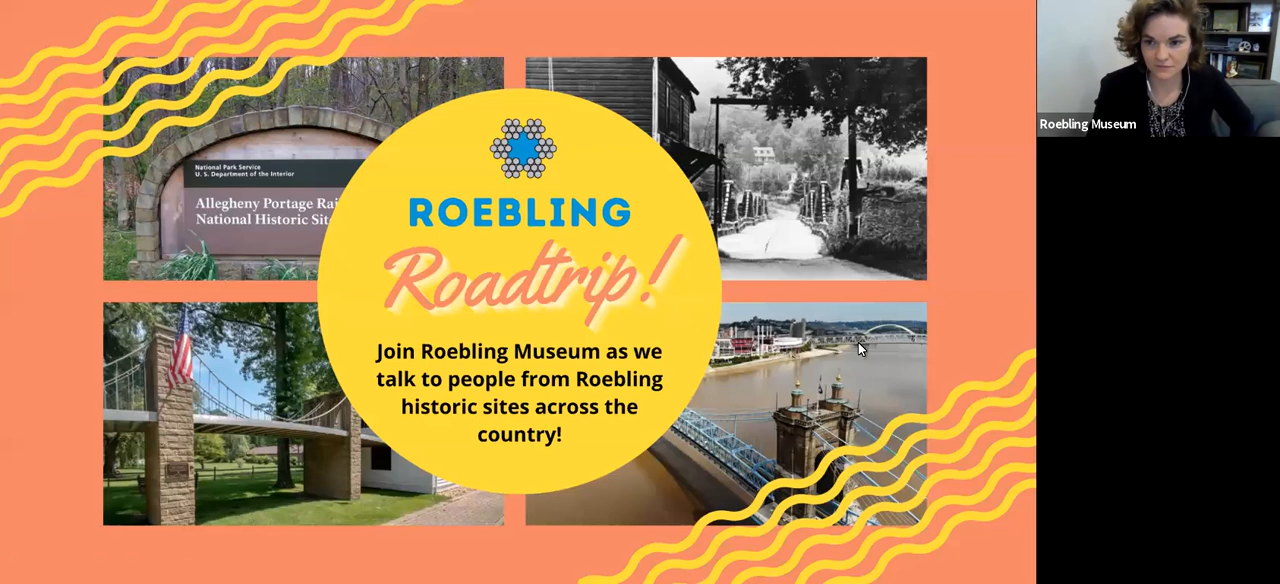 National Park Service
U. S. Department of the Interior
Allegheny Portage Rai
National Historic Sit
ROEBLING
Roadtrip!
Join Roebling Museum as we
talk to people from Roebling
historic sites across the
country!
Roebling Museum